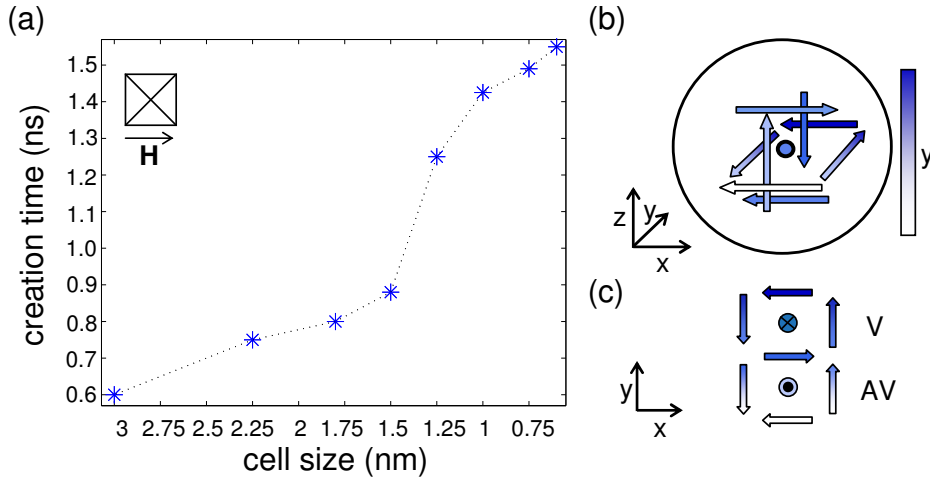 (a)
creation time (ns)
1.5
1.4
1.3
1.2
1.1
1.0
0.9
0.8
0.7
0.6
H
3 2.75 2.5 2.25 2 1.75 1.5 1.25 1 0.75
cell size (nm)
(b)
y
z
y
x
(c)
V
AV
y
x